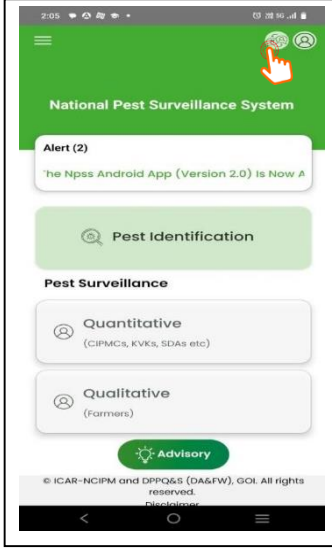 2:05
National Pest Surveillance System
Alert (2)
he Npss Android App (Version 2.0) Is Now A
Pest Identification
Pest Surveillance
Quantitative
(CIPMCs, KVKs, SDAs etc)
Qualitative
(Farmers)
Advisory
© ICAR-NCIPM and DPPQ&S (DA&FW), GOI. All rights
reserved.
Disclaimer